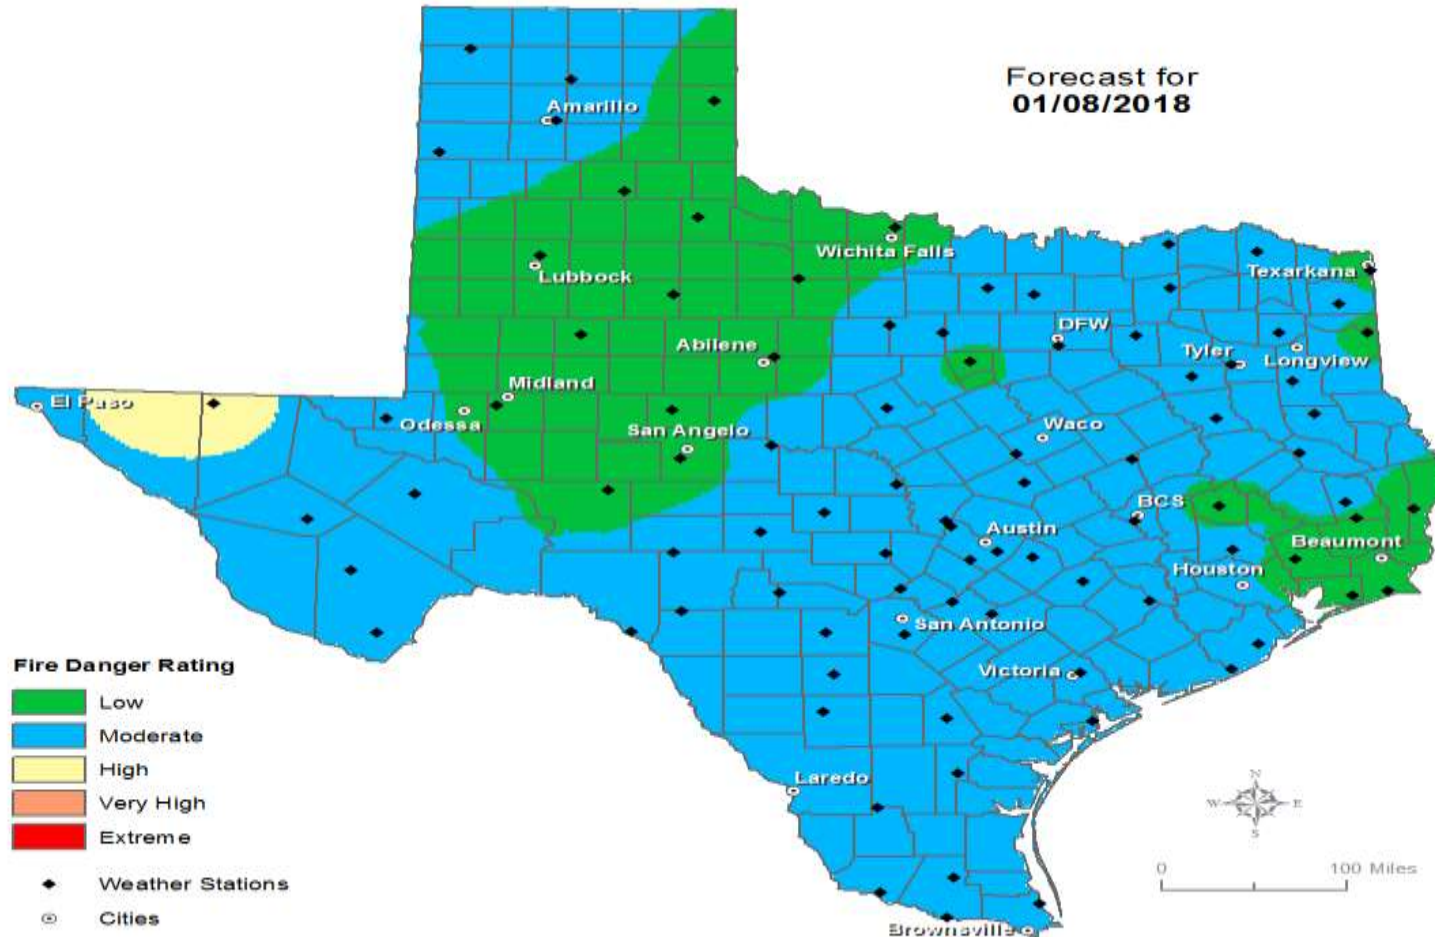 Forecast for
01/08/2018
Amarillo
Wichita Falls
Lubbock
Texarkana
DFW
Abilene
Tyler
Longview
Midland
El Paso
Odessa
San Angelo
Waco
BCS
Austin
Beaumont
Houston
San Antonio
Victoria
Laredo
Brownsville
Fire Danger Rating
Low
Moderate
High
Very High
Extreme
Weather Stations
Cities
N
W E
S
0 100 Miles